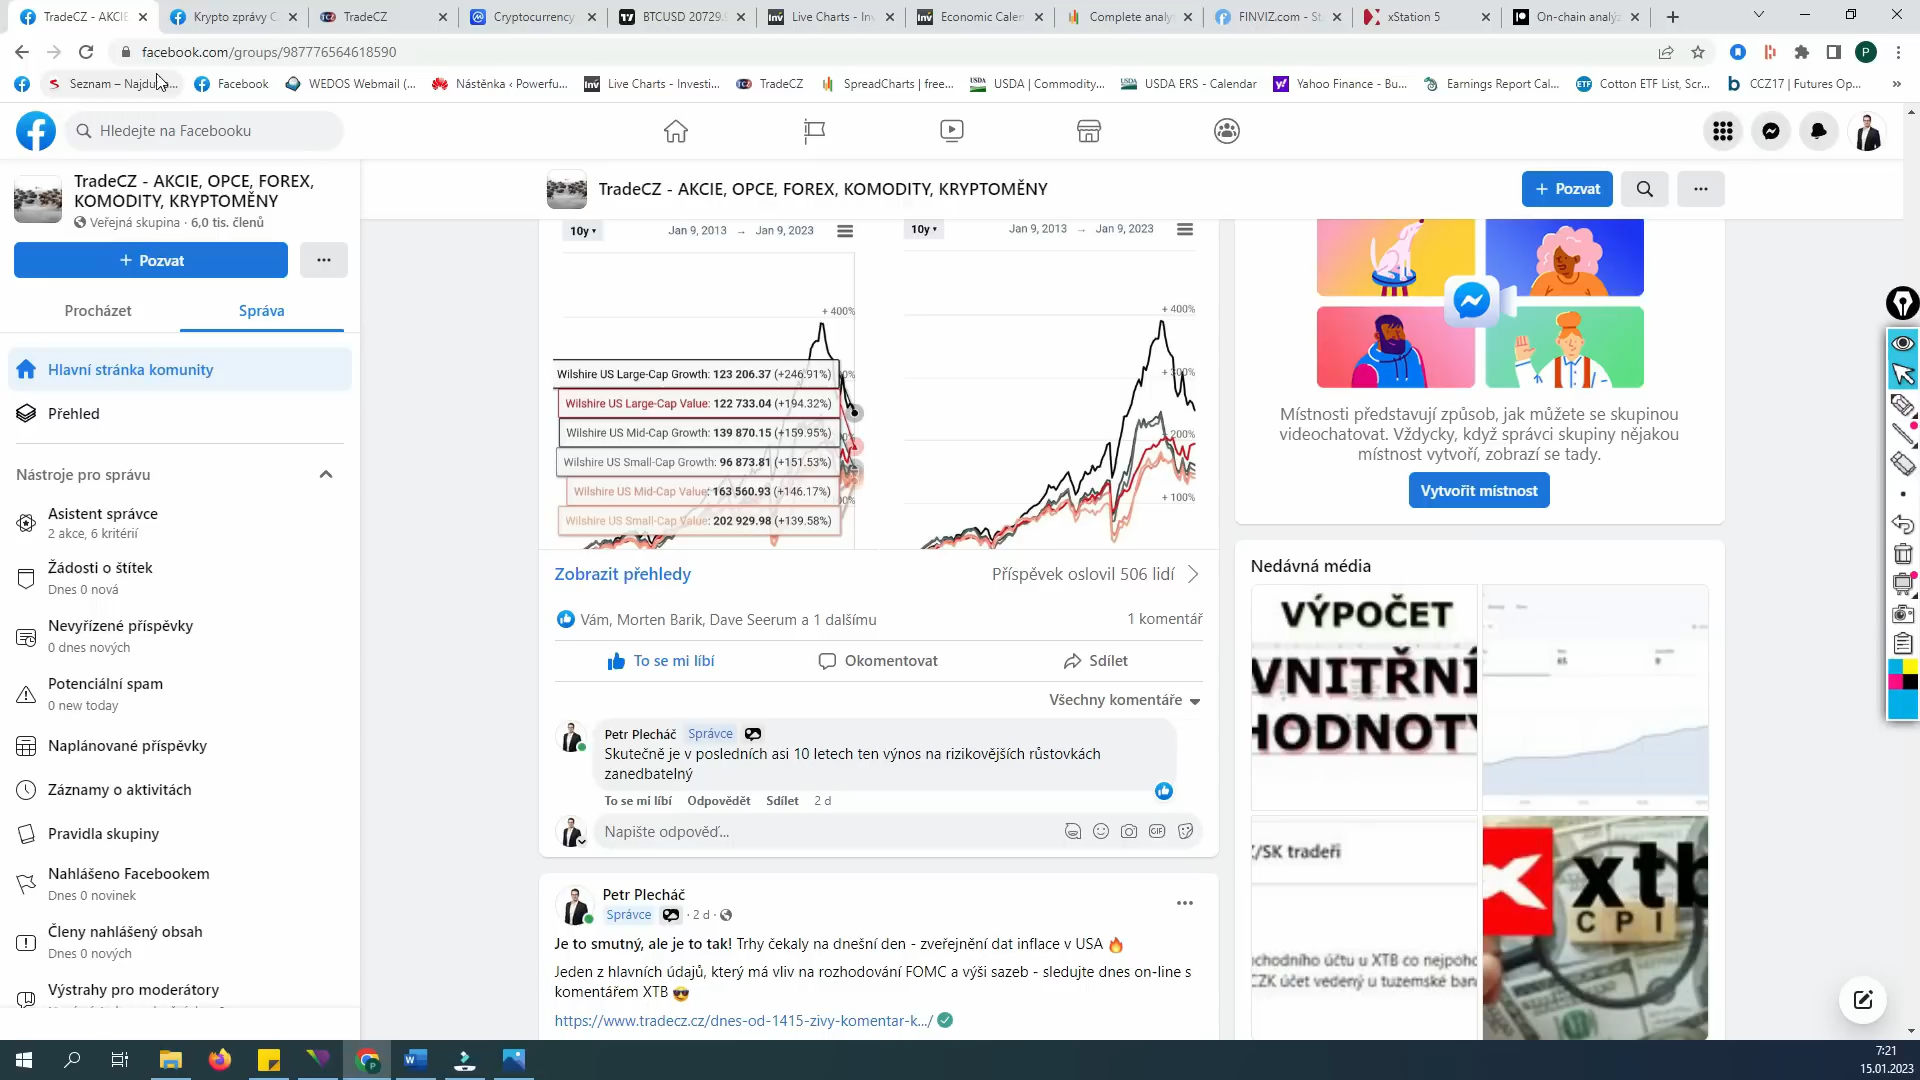 TradeCZ - AKCIE
Krypto zprávy C
TradeCZ
Cryptocurrency
BTCUSD 20729.
Live Charts - Inv
Economic Calen
Complete analy
FINVIZ.com - St
xStation 5
On-chain analýz
facebook.com/groups/987776564618590
P
Seznam – Najdu
Facebook
WEDOS Webmail (...
Nástěnka ‹ Powerfu...
Live Charts - Investi...
TradeCZ
SpreadCharts | free...
USDA | Commodity...
USDA ERS - Calendar
Yahoo Finance - Bu...
Earnings Report Cal...
Cotton ETF List, Scr...
CCZ17 | Futures Op...
Hledejte na Facebooku
TradeCZ - AKCIE, OPCE, FOREX,
KOMODITY, KRYPTOMĚNY
Veřejná skupina · 6,0 tis. členů
+ Pozvat
Procházet
Správa
Hlavní stránka komunity
Přehled
Nástroje pro správu
Asistent správce
2 akce, 6 kritérií
Žádosti o štítek
Dnes 0 nová
Nevyřízené příspěvky
0 dnes nových
Potenciální spam
0 new today
Naplánované příspěvky
Záznamy o aktivitách
Pravidla skupiny
Nahlášeno Facebookem
Dnes 0 novinek
Členy nahlášený obsah
Dnes 0 nových
Výstrahy pro moderátory
TradeCZ - AKCIE, OPCE, FOREX, KOMODITY, KRYPTOMĚNY
+ Pozvat
10y
Jan 9, 2013 → Jan 9, 2023
+ 400%
Wilshire US Large-Cap Growth: 123 206.37 (+246.91%)
Wilshire US Large-Cap Value: 122 733.04 (+194.32%)
Wilshire US Mid-Cap Growth: 139 870.15 (+159.95%)
Wilshire US Small-Cap Growth: 96 873.81 (+151.53%)
Wilshire US Mid-Cap Value: 163 560.93 (+146.17%)
Wilshire US Small-Cap Value: 202 929.98 (+139.58%)
10y
Jan 9, 2013 → Jan 9, 2023
+ 400%
+ 300%
+ 200%
+ 100%
Zobrazit přehledy
Příspěvek oslovil 506 lidí
Vám, Morten Barik, Dave Seerum a 1 dalšímu
1 komentář
To se mi líbí
Okomentovat
Sdílet
Všechny komentáře
Petr Plecháč Správce
Skutečně je v posledních asi 10 letech ten výnos na rizikovějších růstovkách
zanedbatelný
To se mi líbí Odpovědět Sdílet 2 d
Napište odpověď...
GIF
Petr Plecháč
Správce · 2 d ·
Je to smutný, ale je to tak! Trhy čekaly na dnešní den - zveřejnění dat inflace v USA
Jeden z hlavních údajů, který má vliv na rozhodování FOMC a výši sazeb - sledujte dnes on-line s
komentářem XTB
https://www.tradecz.cz/dnes-od-1415-zivy-komentar-k.../
Místnosti představují způsob, jak můžete se skupinou
videochatovat. Vždycky, když správci skupiny nějakou
místnost vytvoří, zobrazí se tady.
Vytvořit místnost
Nedávná média
VÝPOČET
VNITŘNÍ
HODNOTY
/SK tradeři
ochodního účtu u XTB co nejpoho
CZK účet vedený u tuzemské ban
xtb
CPI
7:21
15.01.2023